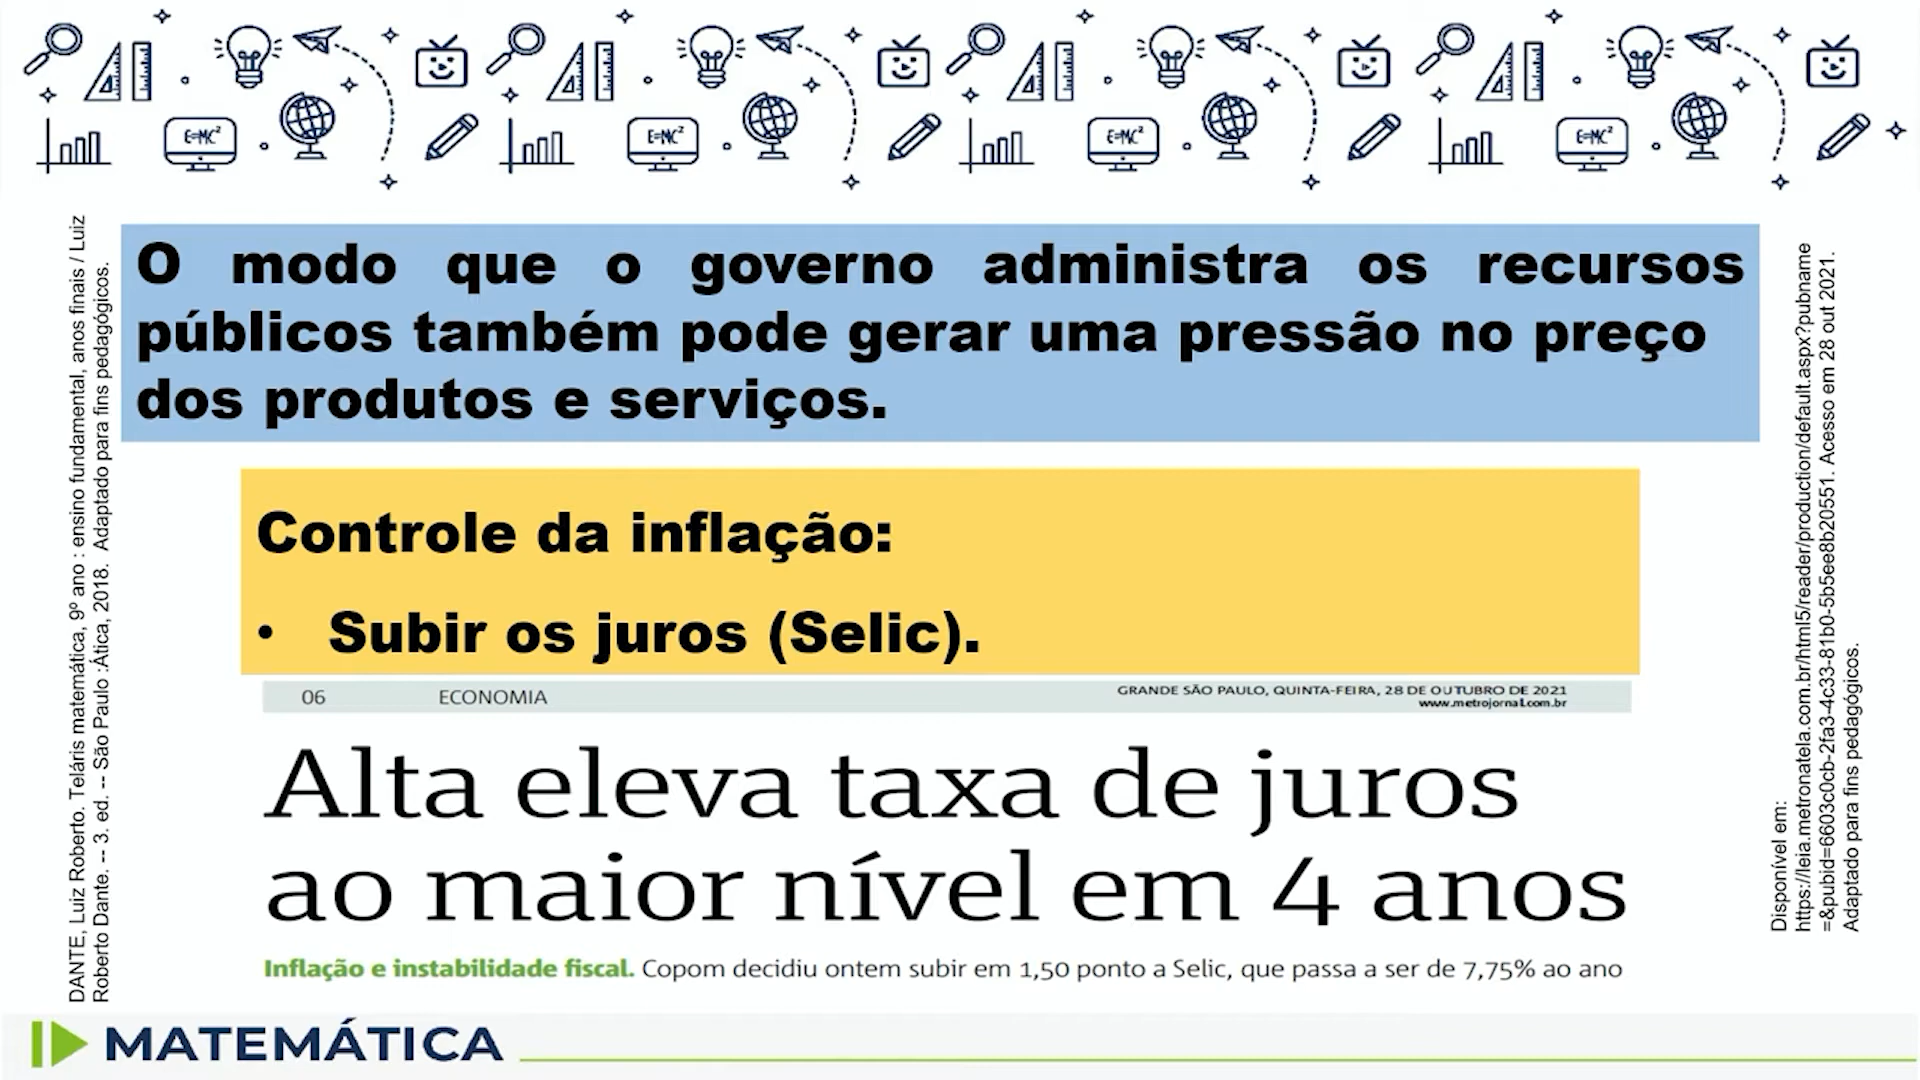 E=MC²
E=MC²
E=MC²
E=MC²
DANTE, Luiz Roberto. Teláris matemática, 9º ano : ensino fundamental, anos finais / Luiz
Roberto Dante. -- 3. ed. -- São Paulo :Ática, 2018. Adaptado para fins pedagógicos.
O modo que o governo administra os recursos
públicos também pode gerar uma pressão no preço
dos produtos e serviços.
Controle da inflação:
• Subir os juros (Selic).
06 ECONOMIA GRANDE SÃO PAULO, QUINTA-FEIRA, 28 DE OUTUBRO DE 2021
www.metrojornal.com.br
Alta eleva taxa de juros
ao maior nível em 4 anos
Inflação e instabilidade fiscal. Copom decidiu ontem subir em 1,50 ponto a Selic, que passa a ser de 7,75% ao ano
Disponível em:
https://leia.metronatela.com.br/html5/reader/production/default.aspx?pubname
=&pubid=6603c0cb-2fa3-4c33-81b0-5b5ee8b20551. Acesso em 28 out 2021.
Adaptado para fins pedagógicos.
MATEMÁTICA